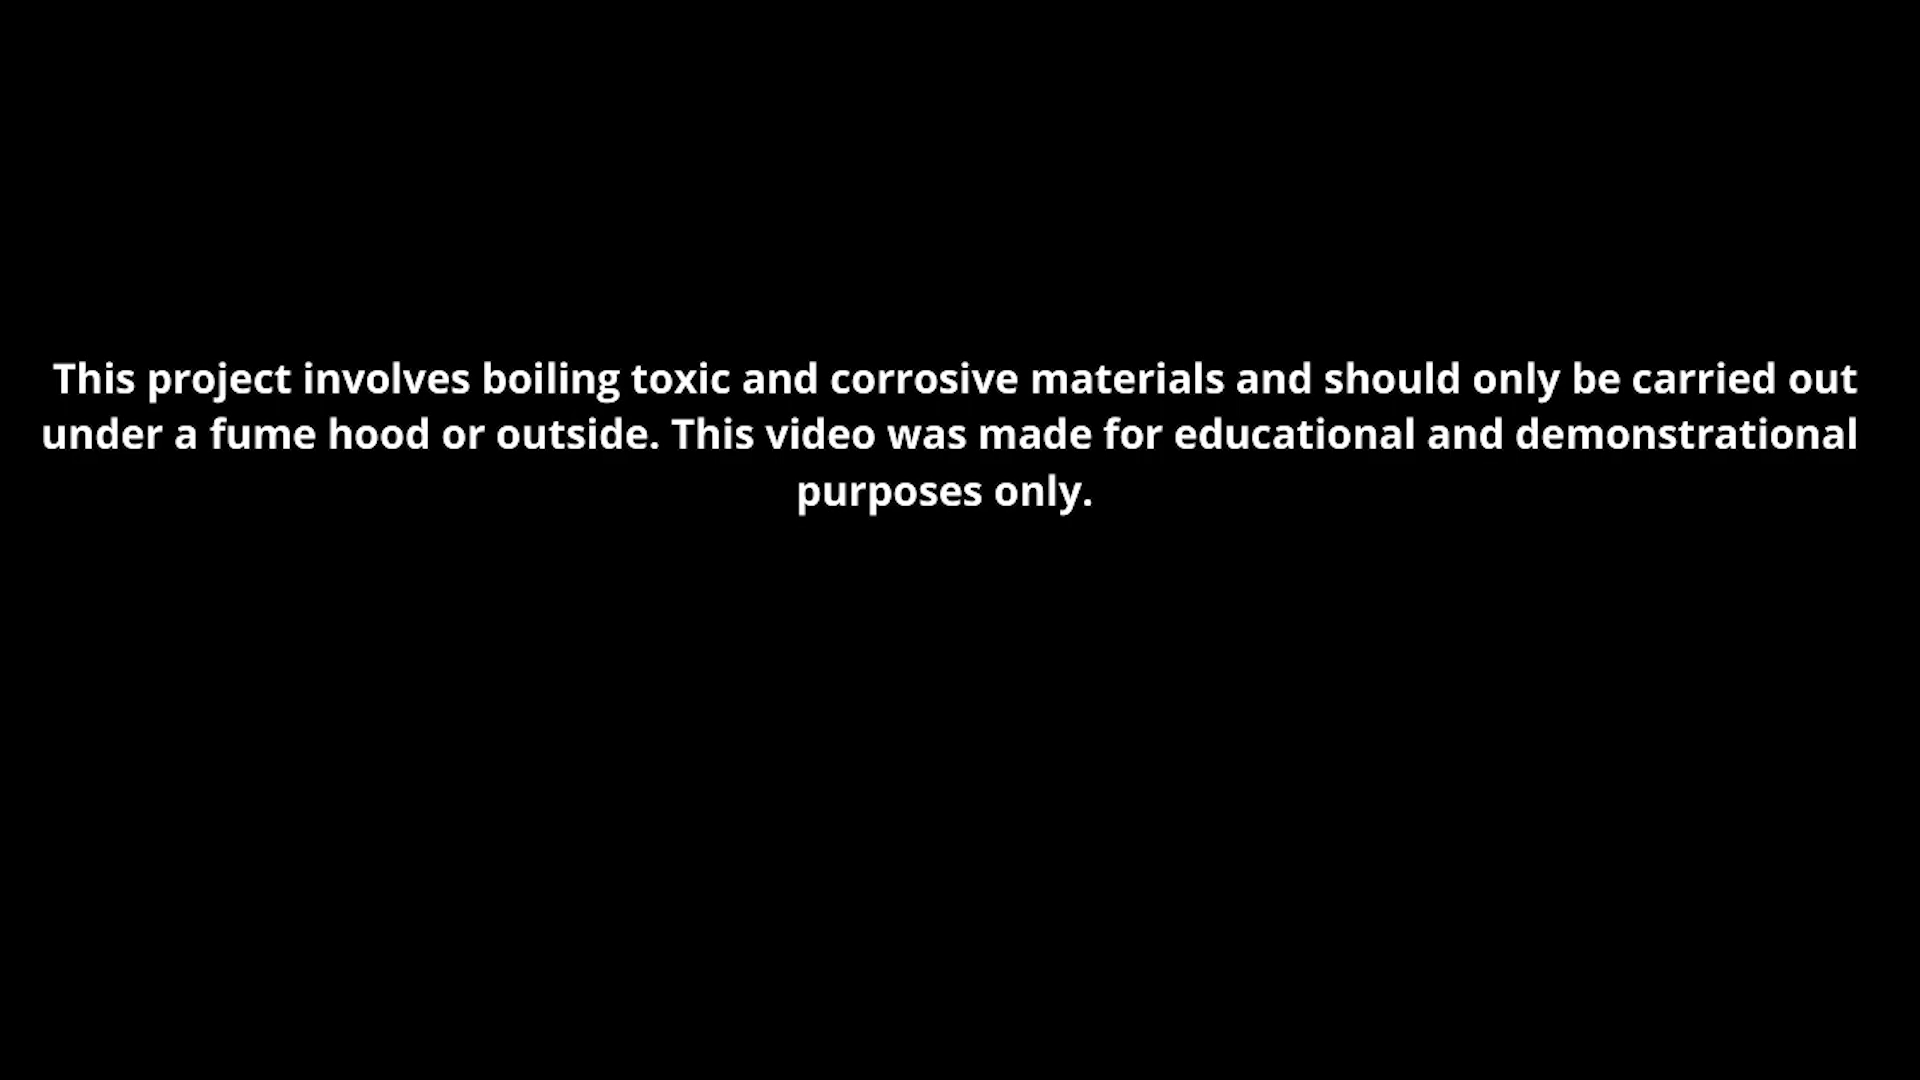 This project involves boiling toxic and corrosive materials and should only be carried out
under a fume hood or outside. This video was made for educational and demonstrational
purposes only.